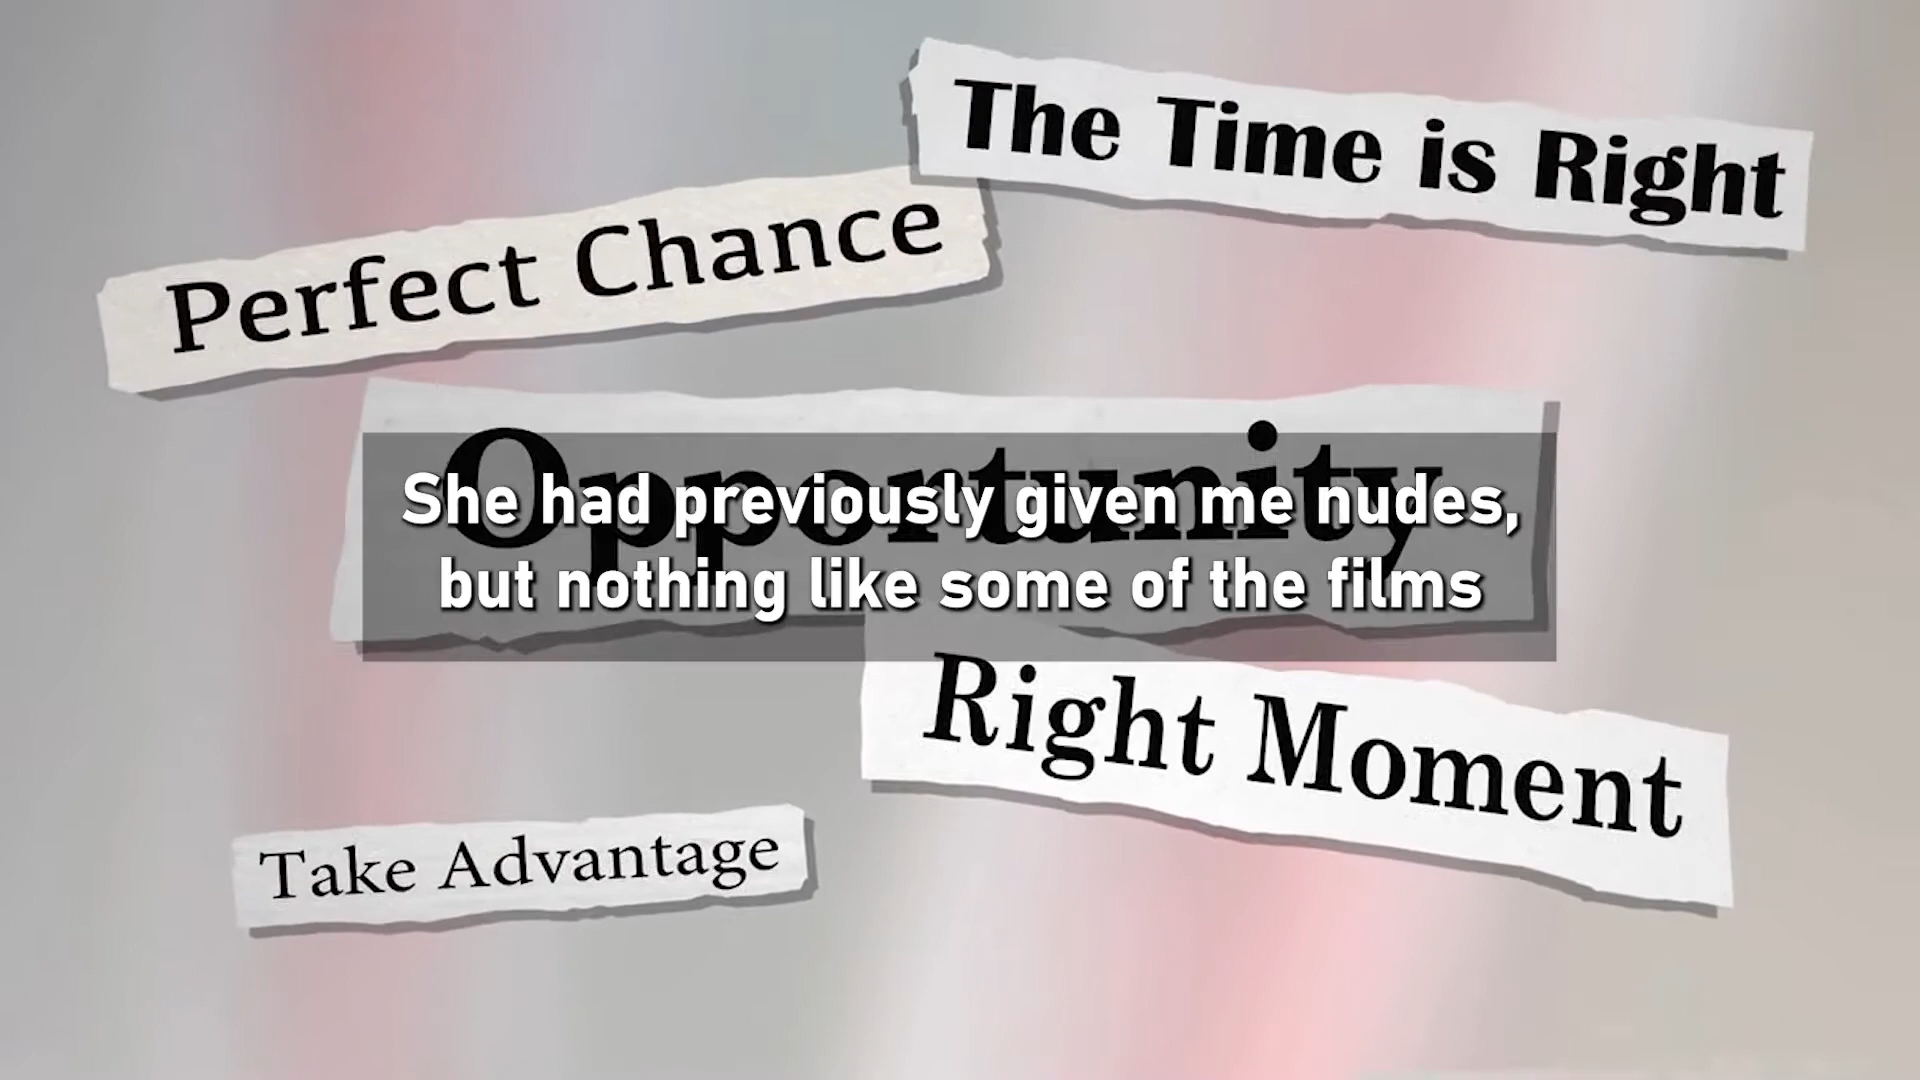 The Time is Right
Perfect Chance
Opportunity
She had previously given me nudes,
but nothing like some of the films
Right Moment
Take Advantage